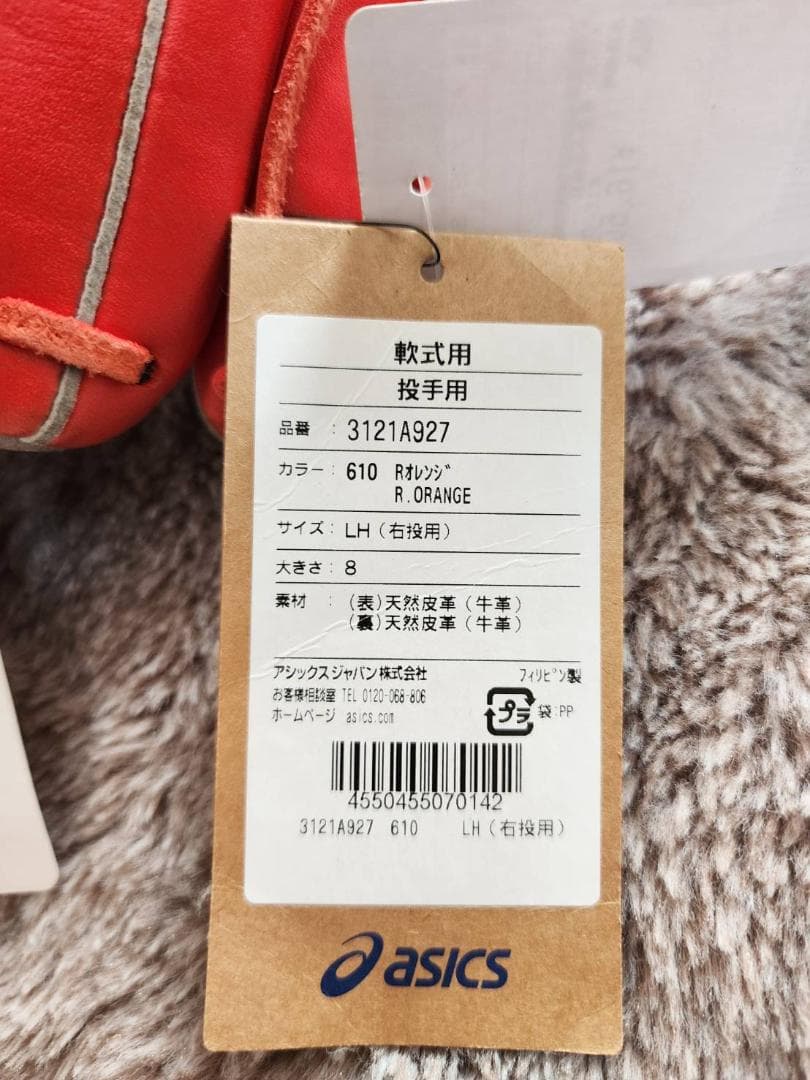 軟式用
投手用
品番 : 3121A927
カラー : 610 Rオレンジ
R.ORANGE
サイズ : LH (右投用)
大きさ : 8
素材 : (表)天然皮革 (牛革)
(裏)天然皮革 (牛革)
アシックスジャパン株式会社 フィリピン製
お客様相談室 TEL 0120-068-806
ホームページ asics.com
プラ 袋:PP
4550455070142
3121A927 610 LH (右投用)
asics